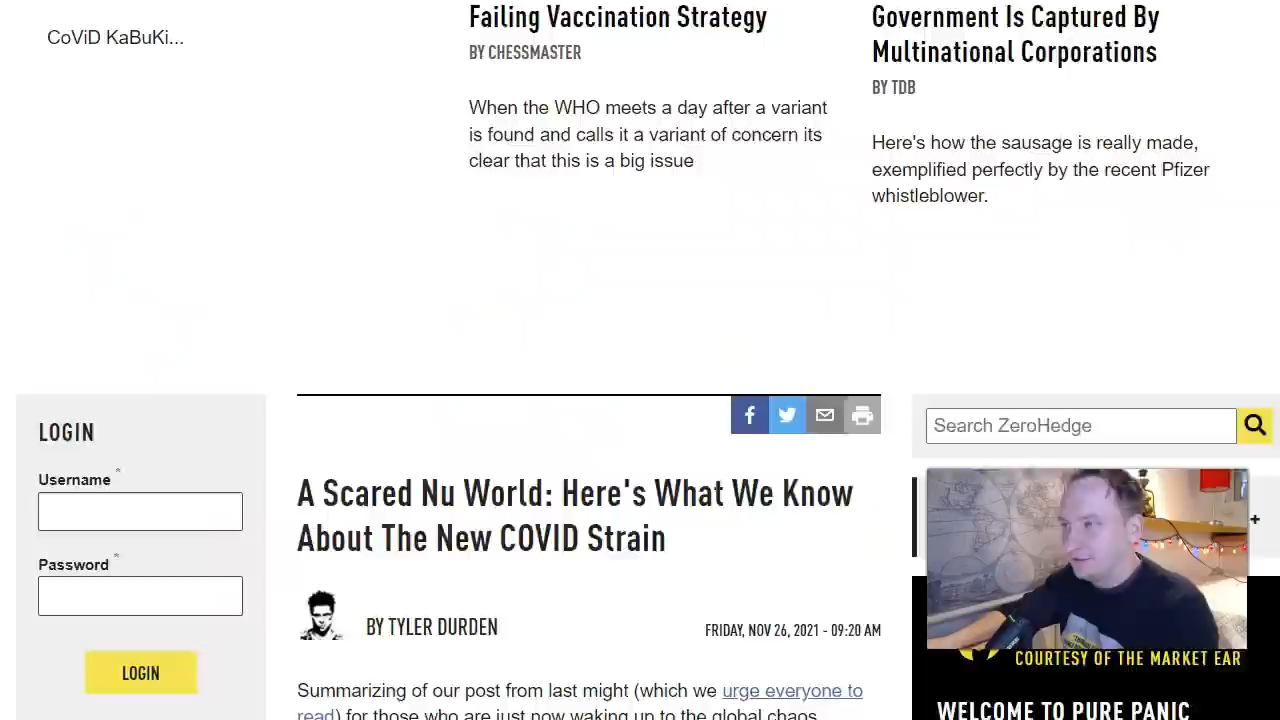 CoViD KaBuKi...
Failing Vaccination Strategy
BY CHESSMASTER
When the WHO meets a day after a variant
is found and calls it a variant of concern its
clear that this is a big issue
Government Is Captured By
Multinational Corporations
BY TDB
Here's how the sausage is really made,
exemplified perfectly by the recent Pfizer
whistleblower.
LOGIN
Username *
Password *
LOGIN
A Scared Nu World: Here's What We Know
About The New COVID Strain
BY TYLER DURDEN
FRIDAY, NOV 26, 2021 - 09:20 AM
Summarizing of our post from last might (which we urge everyone to
read) for those who are just now waking up to the global chaos
Search ZeroHedge
+
COURTESY OF THE MARKET EAR
WELCOME TO PURE PANIC